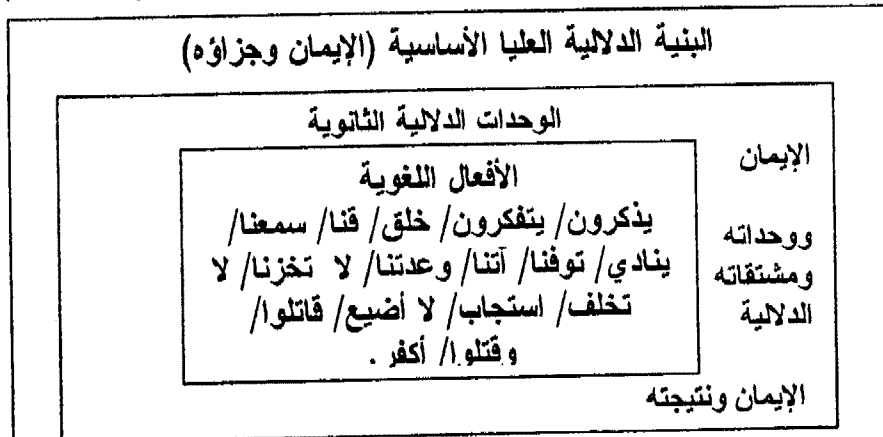 البنية الدلالية العليا الأساسية (الإيمان وجزاؤه)
الوحدات الدلالية الثانوية
الإيمان
ووحداته
ومشتقاته
الدلالية
الأفعال اللغوية
يذكرون/ يتفكرون/ خلق/ قنا/ سمعنا/
ينادي/ توفنا/ آتنا/ وعدتنا/ لا تخزنا/ لا
تخلف/ استجاب/ لا أضيع/ قاتلوا/
وقتلوا/ أكفر .
الإيمان ونتيجته